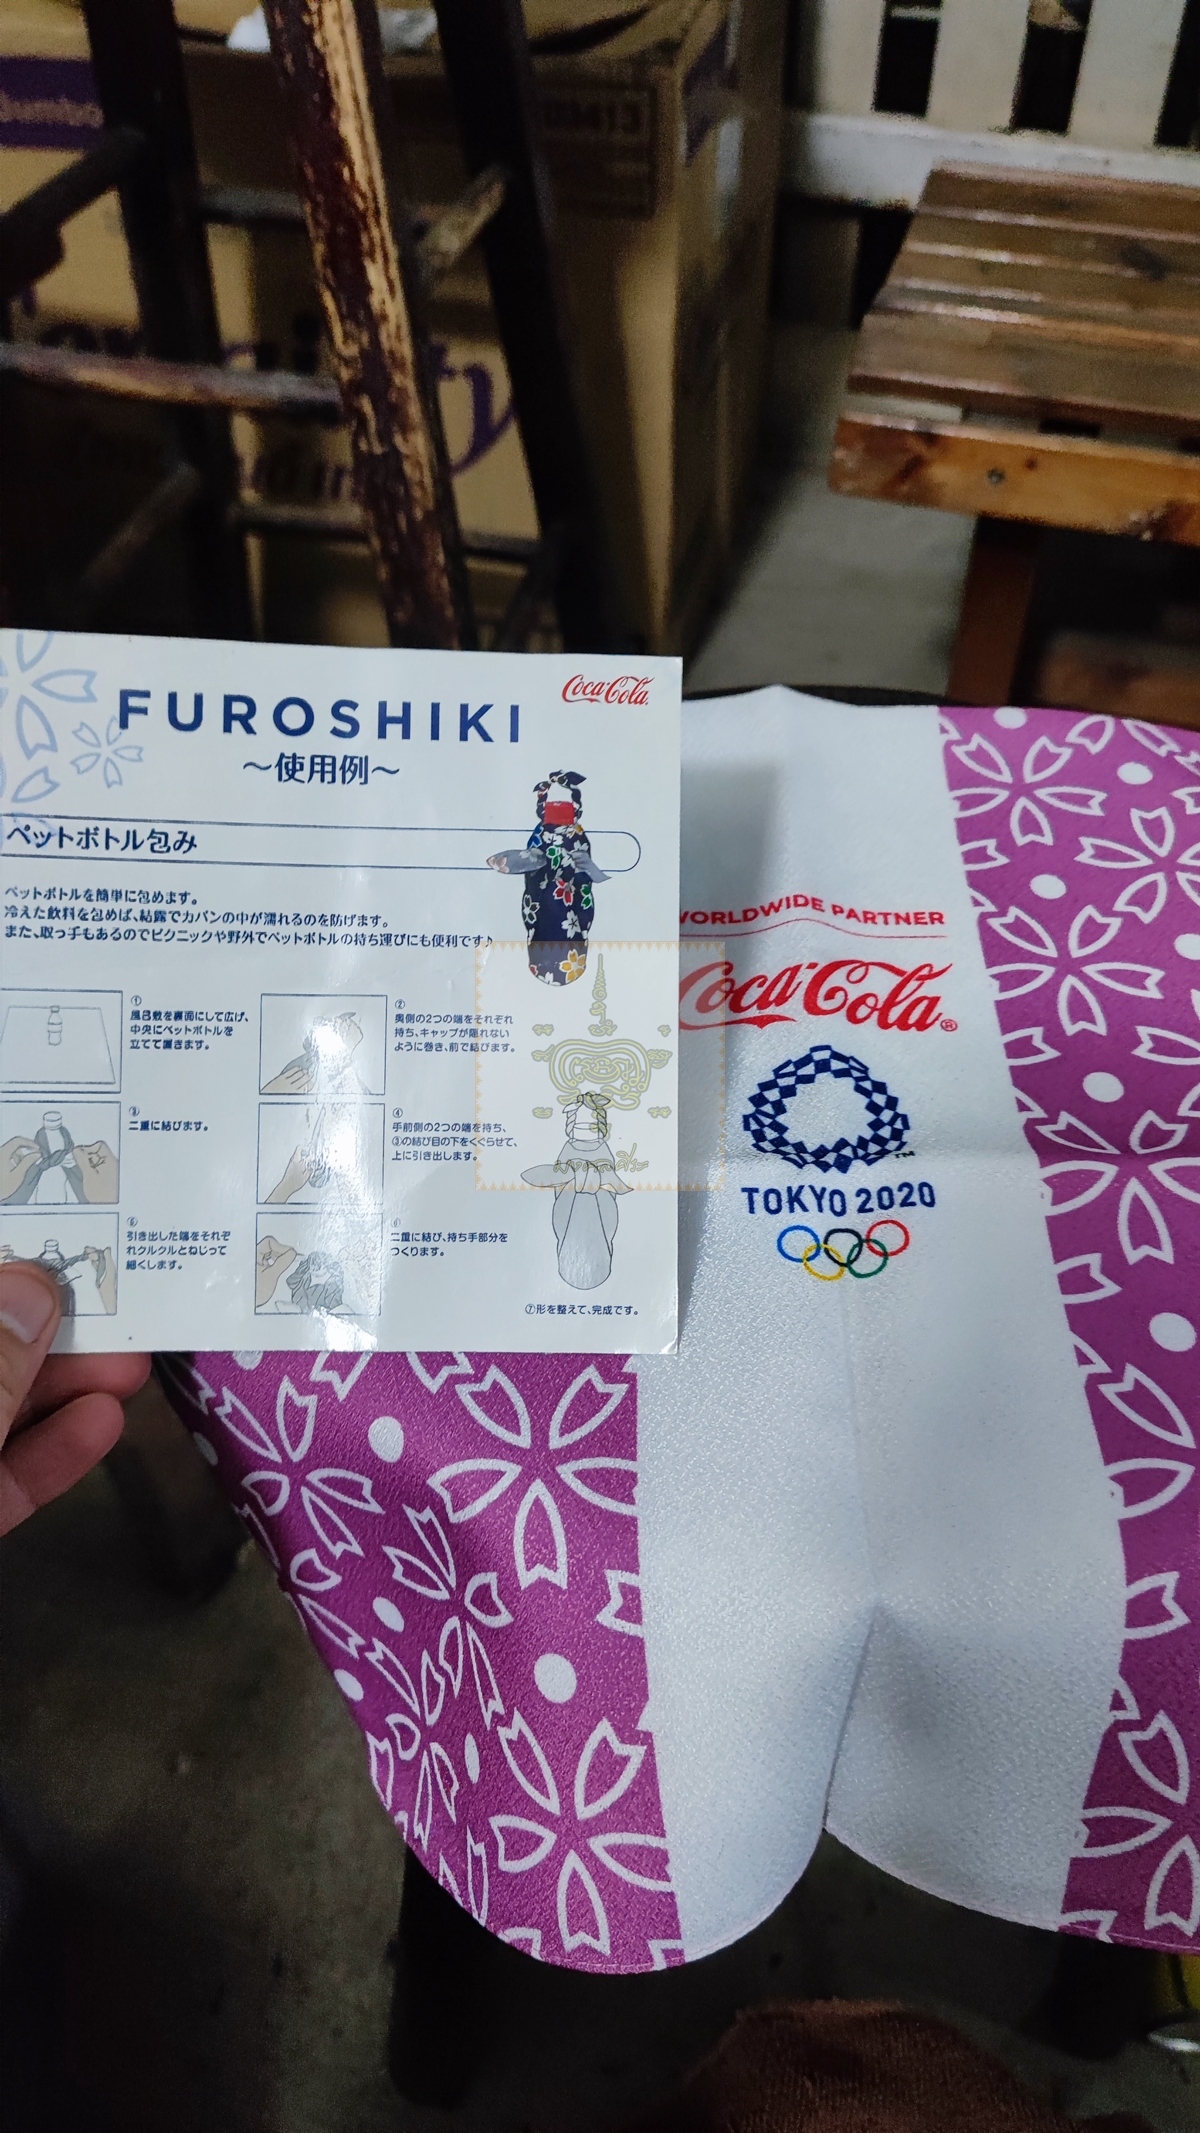 FUROSHIKI
Coca-Cola
～使用例～
ペットボトル包み
ペットボトルを簡単に包めます。
冷えた飲料を包めば、結露でカバンの中が濡れるのを防げます。
また、取っ手もあるのでピクニックや野外でペットボトルの持ち運びにも便利です♪
①
風呂敷を裏面にして広げ、
中央にペットボトルを
立てて置きます。
②
奥側の2つの端をそれぞれ
持ち、キャップが隠れない
ように巻き、前で結びます。
③
二重に結びます。
④
手前側の2つの端を持ち、
③の結び目の下をくぐらせて、
上に引き出します。
⑤
引き出した端をそれぞ
れクルクルとねじって
細くします。
⑥
二重に結び、持ち手部分を
つくります。
⑦形を整えて、完成です。
WORLDWIDE PARTNER
Coca-Cola®
TM
TOKYO 2020